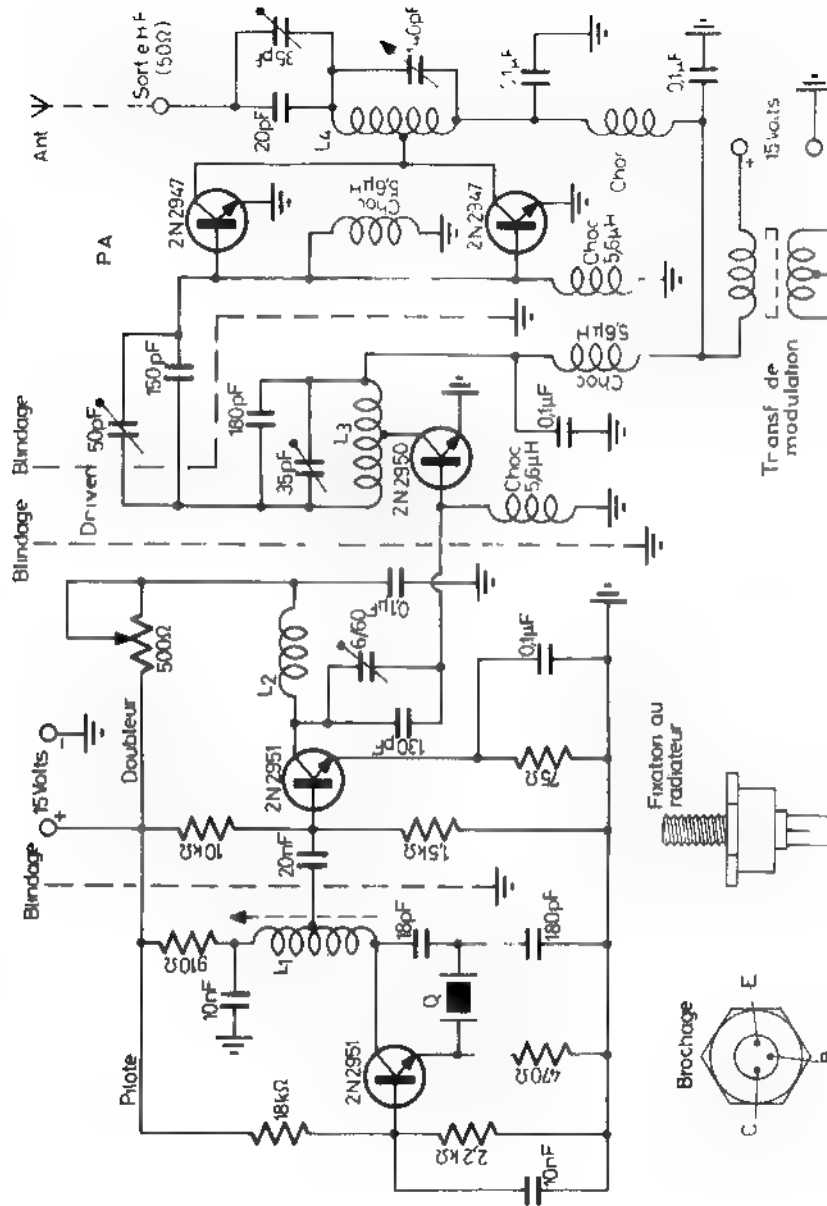 Blindage
Blindage
Blindage
Pilote
Doubleur
Driver
PA
Ant
Sortie HF
(50Ω)
15 Volts
+
-
500Ω
50pF
150pF
180pF
35pF
L3
2N2950
2N2947
2N2947
20pF
35pF
L4
140pF
0,1µF
Choc
5,6µH
Choc
5,6µH
Choc
5,6µH
Choc
5,6µH
0,1µF
0,1µF
+
15 Volts
Transf de
modulation
18kΩ
910Ω
10nF
L1
10kΩ
20nF
2N2951
L2
6/60
130pF
0,1µF
2N2951
Q
18pF
180pF
470Ω
2,2kΩ
10nF
1,5kΩ
75Ω
0,1µF
Brochage
C
E
Fixation au
radiateur